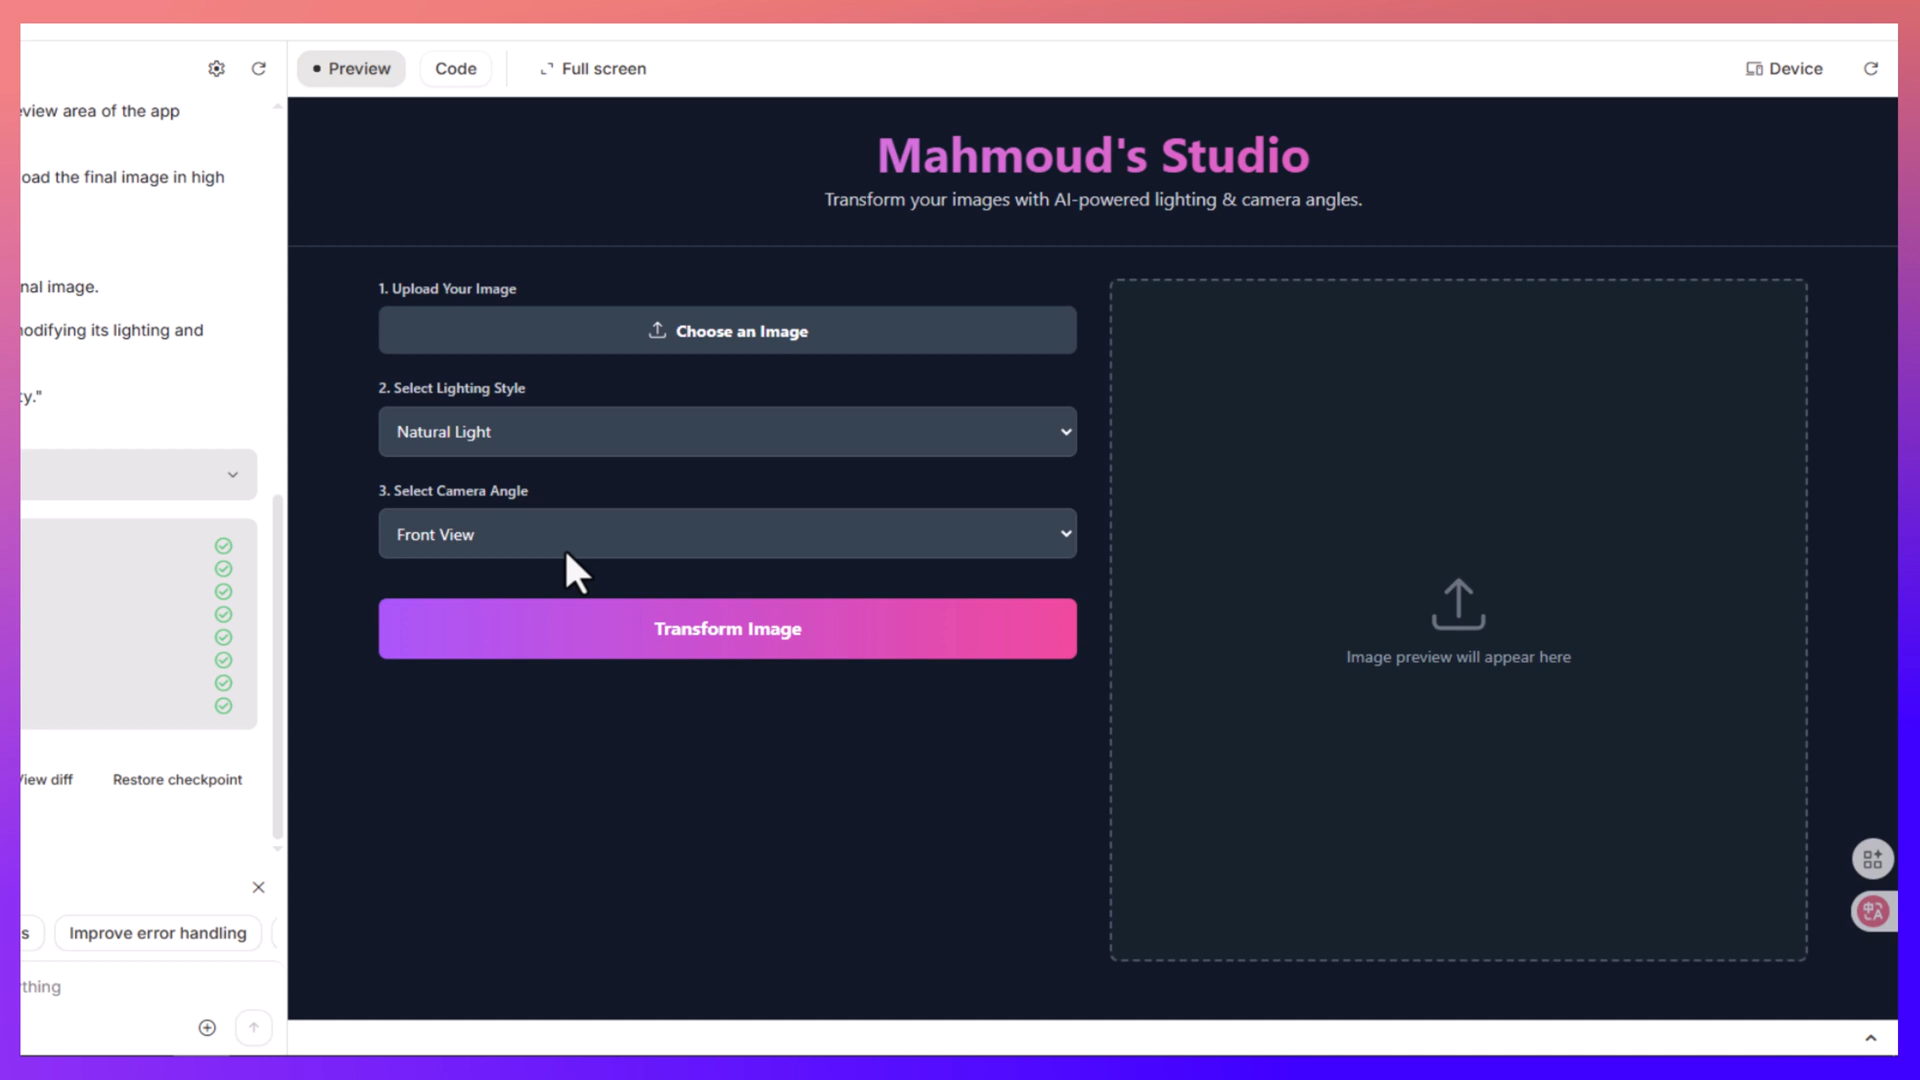 Preview
Code
Full screen
Device
view area of the app
oad the final image in high
nal image.
odifying its lighting and
ty."
View diff
Restore checkpoint
s
Improve error handling
thing
Mahmoud's Studio
Transform your images with AI-powered lighting & camera angles.
1. Upload Your Image
Choose an Image
2. Select Lighting Style
Natural Light
3. Select Camera Angle
Front View
Transform Image
Image preview will appear here